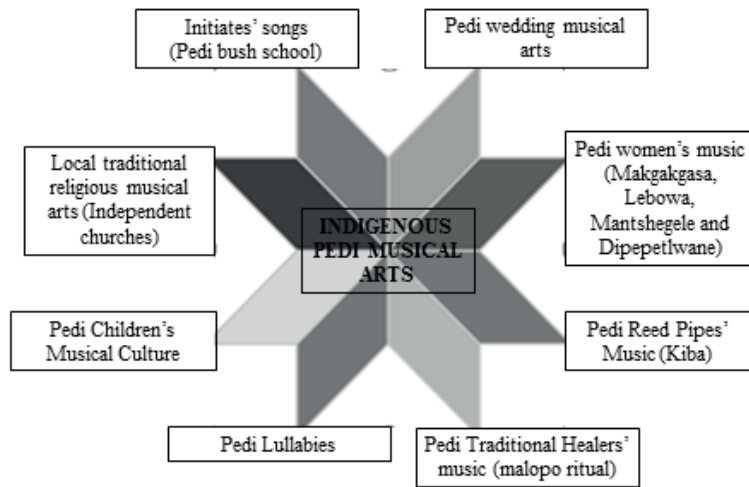 Initiates’ songs
(Pedi bush school)
Pedi wedding musical
arts
Local traditional
religious musical
arts (Independent
churches)
Pedi women’s music
(Makgakgasa,
Lebowa,
Mantshegele and
Dipepetlwane)
INDIGENOUS
PEDI MUSICAL
ARTS
Pedi Children’s
Musical Culture
Pedi Reed Pipes’
Music (Kiba)
Pedi Lullabies
Pedi Traditional Healers’
music (malopo ritual)